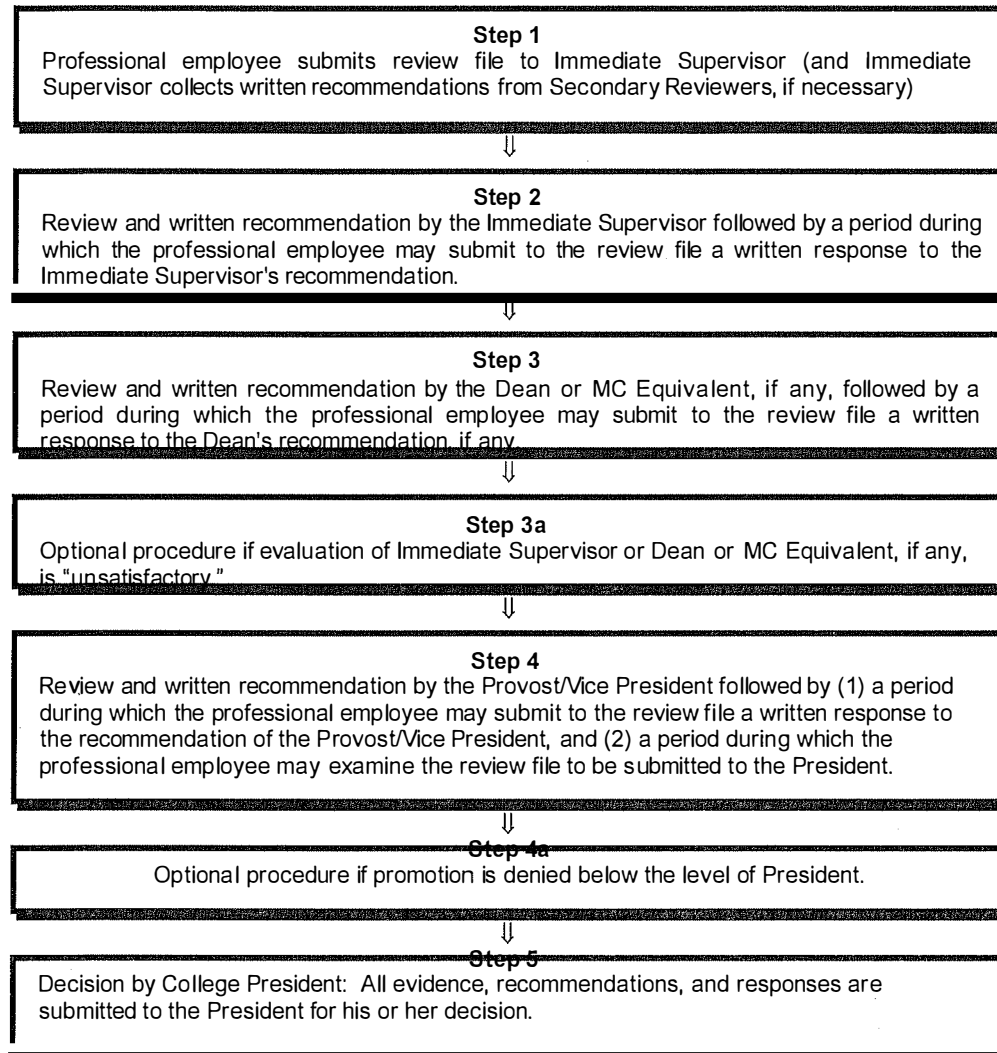 Step 1
Professional employee submits review file to Immediate Supervisor (and Immediate
Supervisor collects written recommendations from Secondary Reviewers, if necessary)
⇓
Step 2
Review and written recommendation by the Immediate Supervisor followed by a period during
which the professional employee may submit to the review file a written response to the
Immediate Supervisor's recommendation.
⇓
Step 3
Review and written recommendation by the Dean or MC Equivalent, if any, followed by a
period during which the professional employee may submit to the review file a written
response to the Dean's recommendation, if any.
⇓
Step 3a
Optional procedure if evaluation of Immediate Supervisor or Dean or MC Equivalent, if any,
is "unsatisfactory."
⇓
Step 4
Review and written recommendation by the Provost/Vice President followed by (1) a period
during which the professional employee may submit to the review file a written response to
the recommendation of the Provost/Vice President, and (2) a period during which the
professional employee may examine the review file to be submitted to the President.
⇓
Step 4a
Optional procedure if promotion is denied below the level of President.
⇓
Step 5
Decision by College President: All evidence, recommendations, and responses are
submitted to the President for his or her decision.